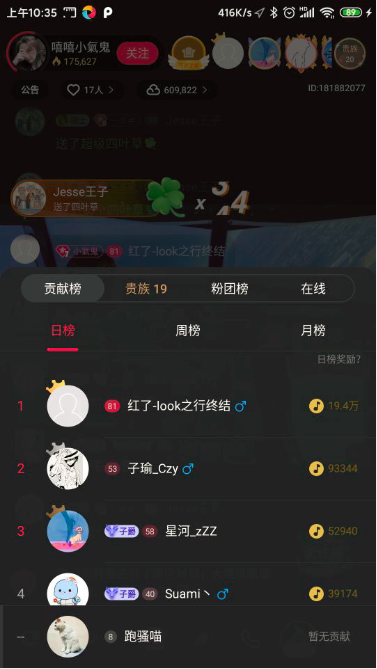 上午10:35
416K/s
89
嘻嘻小氣鬼
175,627
关注
贵族
20
公告
17人 >
609,822 >
ID:181882077
送了超级四叶草
Jesse王子
送了四叶草
x
小氣鬼 81 红了-look之行终结
贡献榜
贵族 19
粉团榜
在线
日榜
周榜
月榜
日榜奖励?
1 81 红了-look之行终结 19.4万
2 53 子瑜_Czy 93344
3 子爵 58 星河_zZZ 52940
4 子爵 40 Suami丶 39174
-- 8 跑骚喵 暂无贡献